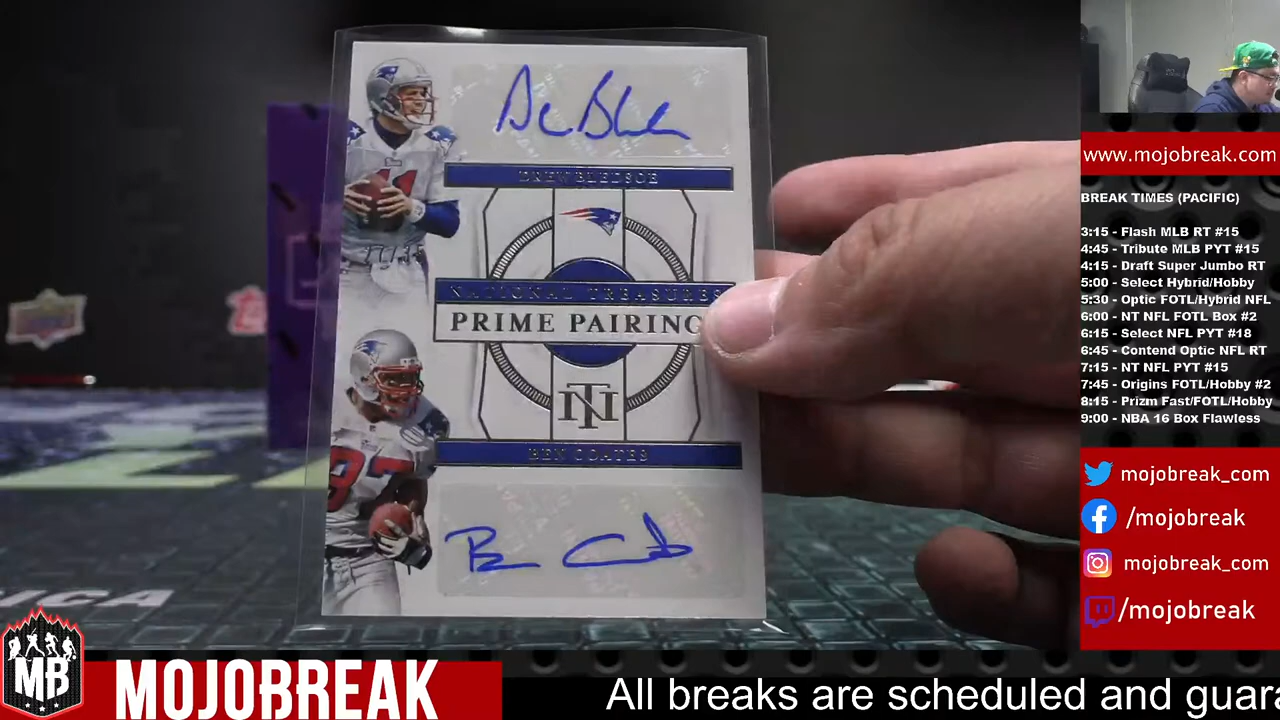 DREW BLEDSOE
NATIONAL TREASURES
PRIME PAIRING
NT
BEN COATES
11
87
www.mojobreak.com
BREAK TIMES (PACIFIC)
3:15 - Flash MLB RT #15
4:45 - Tribute MLB PYT #15
4:15 - Draft Super Jumbo RT
5:00 - Select Hybrid/Hobby
5:30 - Optic FOTL/Hybrid NFL
6:00 - NT NFL FOTL Box #2
6:15 - Select NFL PYT #18
6:45 - Contend Optic NFL RT
7:15 - NT NFL PYT #15
7:45 - Origins FOTL/Hobby #2
8:15 - Prizm Fast/FOTL/Hobby
9:00 - NBA 16 Box Flawless
mojobreak_com
/mojobreak
mojobreak_com
/mojobreak
MB
MOJOBREAK
All breaks are scheduled and guara